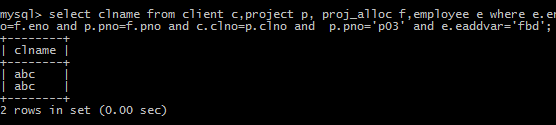 mysql> select clname from client c,project p, proj_alloc f,employee e where e.en
o=f.eno and p.pno=f.pno and c.clno=p.clno and  p.pno='p03' and e.eaddvar='fbd';
+--------+
| clname |
+--------+
| abc    |
| abc    |
+--------+
2 rows in set (0.00 sec)